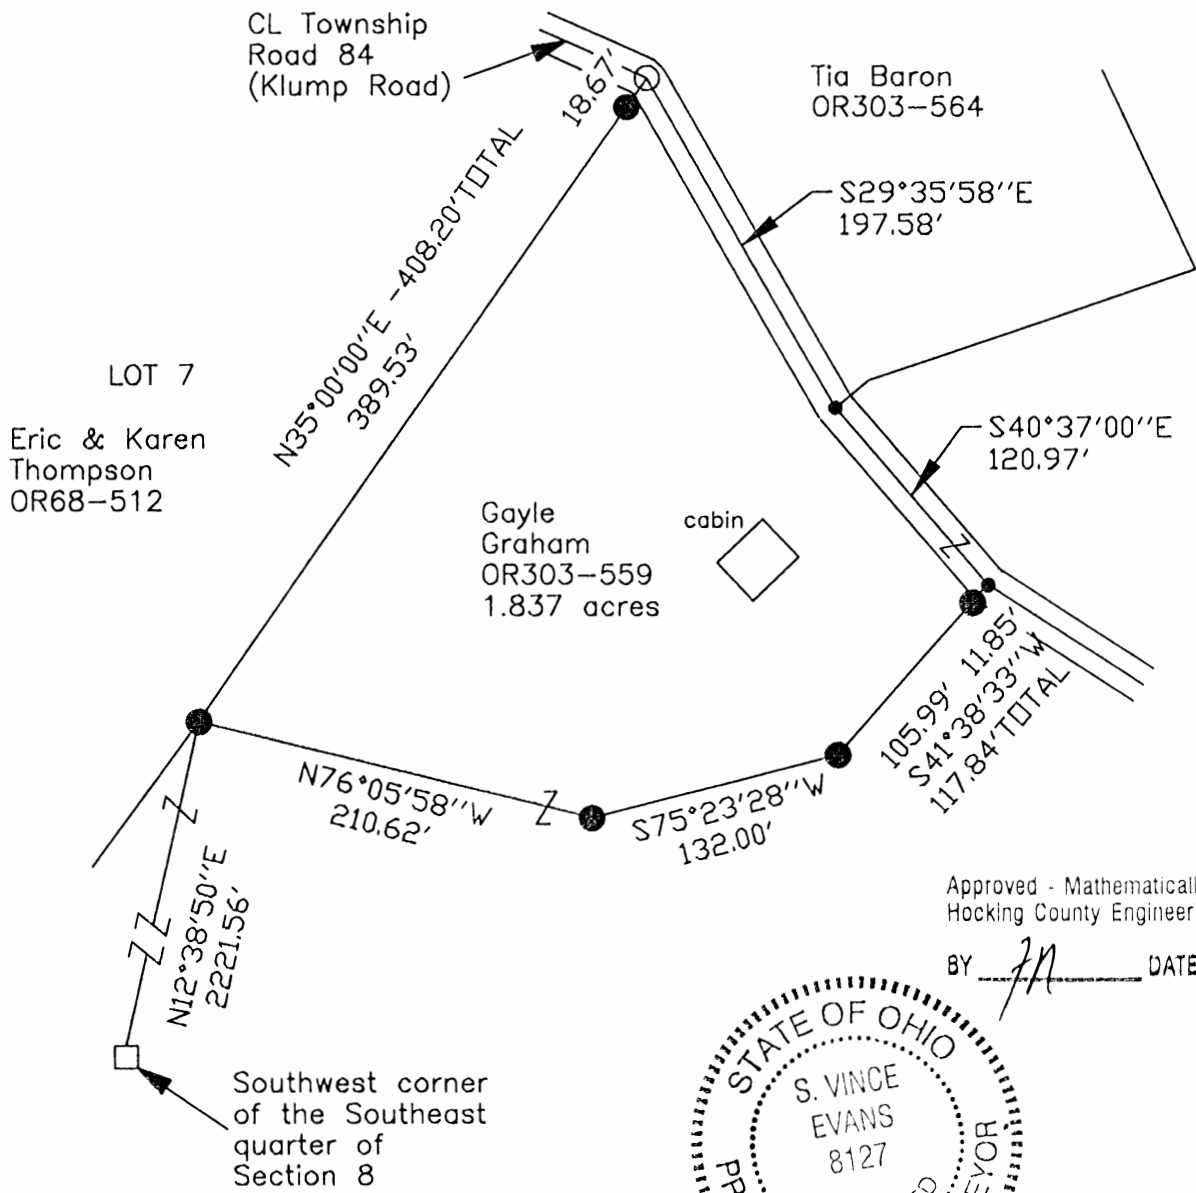 CL Township
Road 84
(Klump Road)
18.67'
Tia Baron
OR303-564
S29°35'58''E
197.58'
N35°00'00''E -408.20'TOTAL
389.53'
LOT 7
Eric & Karen
Thompson
OR68-512
S40°37'00''E
120.97'
Gayle
Graham
OR303-559
1.837 acres
cabin
105.99' 11.85'
S41°38'33''W
117.84'TOTAL
N76°05'58''W
210.62'
S75°23'28''W
132.00'
N12°38'50''E
2221.56'
Approved - Mathematicall
Hocking County Engineer
BY DATE
Southwest corner
of the Southeast
quarter of
Section 8
STATE OF OHIO
S. VINCE
EVANS
8127